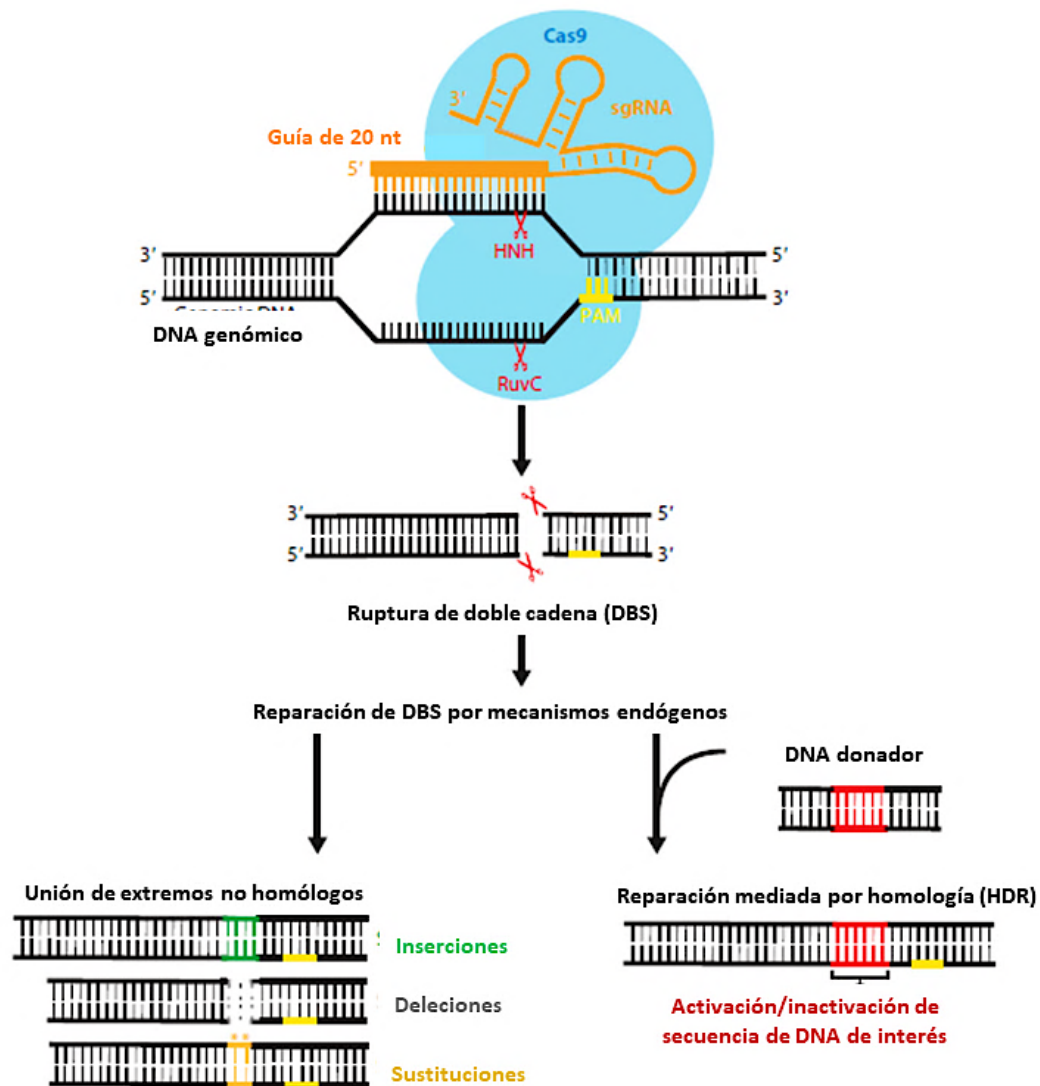 Cas9
3'
sgRNA
Guía de 20 nt
5'
HNH
3'
5'
5'
3'
PAM
DNA genómico
RuvC
3'
5'
5'
3'
Ruptura de doble cadena (DBS)
Reparación de DBS por mecanismos endógenos
DNA donador
Unión de extremos no homólogos
Reparación mediada por homología (HDR)
Inserciones
Deleciones
Activación/inactivación de
secuencia de DNA de interés
Sustituciones